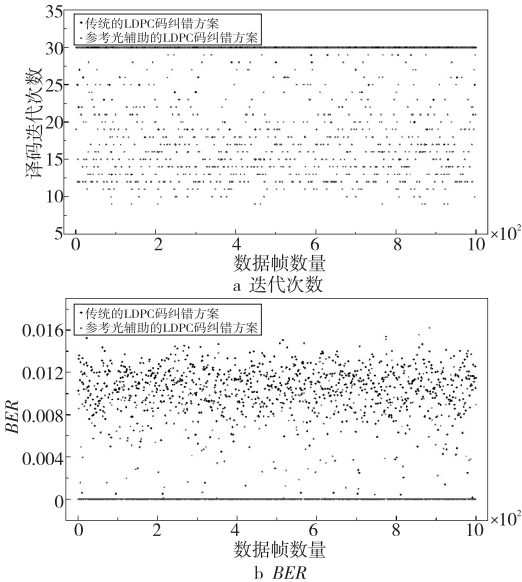 35
30
25
20
15
10
5
译码迭代次数
传统的LDPC码纠错方案
参考光辅助的LDPC码纠错方案
0 2 4 6 8 10
×10²
数据帧数量
a 迭代次数
0.016
0.012
0.008
0.004
0
BER
传统的LDPC码纠错方案
参考光辅助的LDPC码纠错方案
0 2 4 6 8 10
×10²
数据帧数量
b BER